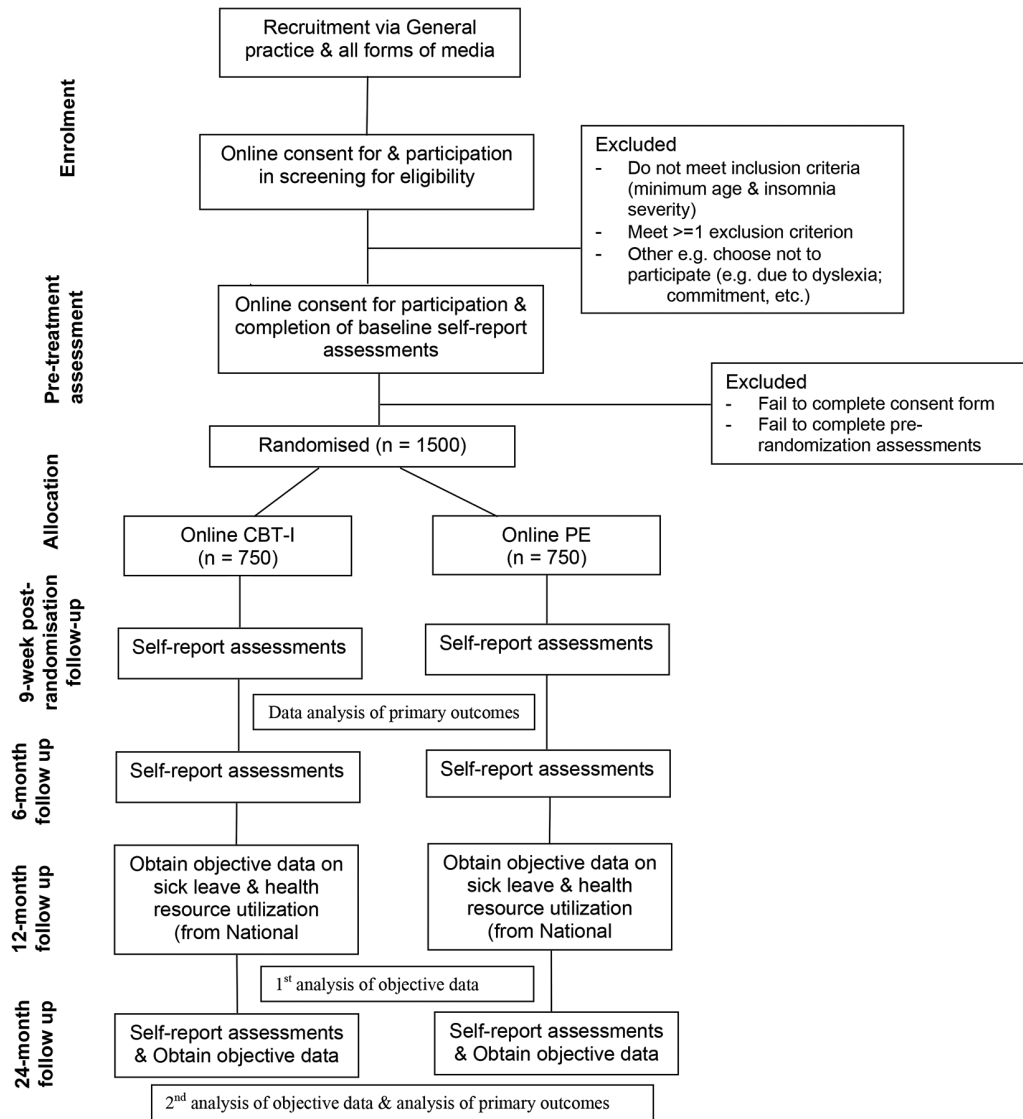 Recruitment via General
practice & all forms of media
Enrolment
Online consent for & participation
in screening for eligibility
Excluded
- Do not meet inclusion criteria
(minimum age & insomnia
severity)
- Meet >=1 exclusion criterion
- Other e.g. choose not to
participate (e.g. due to dyslexia;
commitment, etc.)
Pre-treatment
assessment
Online consent for participation &
completion of baseline self-report
assessments
Excluded
- Fail to complete consent form
- Fail to complete pre-
randomization assessments
Randomised (n = 1500)
Allocation
Online CBT-I
(n = 750)
Online PE
(n = 750)
9-week post-
randomisation
follow-up
Self-report assessments
Self-report assessments
Data analysis of primary outcomes
6-month
follow up
Self-report assessments
Self-report assessments
12-month
follow up
Obtain objective data on
sick leave & health
resource utilization
(from National
Obtain objective data on
sick leave & health
resource utilization
(from National
1st analysis of objective data
24-month
follow up
Self-report assessments
& Obtain objective data
Self-report assessments
& Obtain objective data
2nd analysis of objective data & analysis of primary outcomes